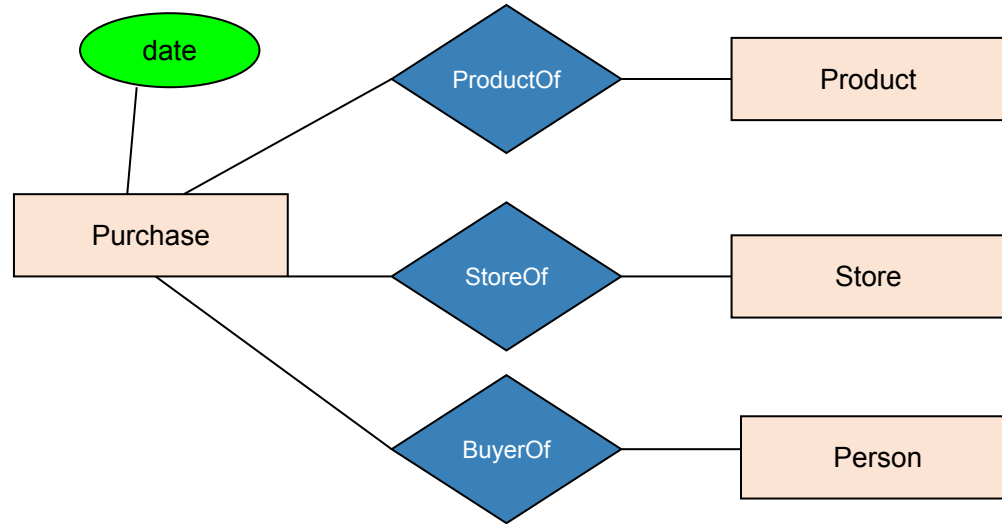 date
ProductOf
Product
Purchase
StoreOf
Store
BuyerOf
Person